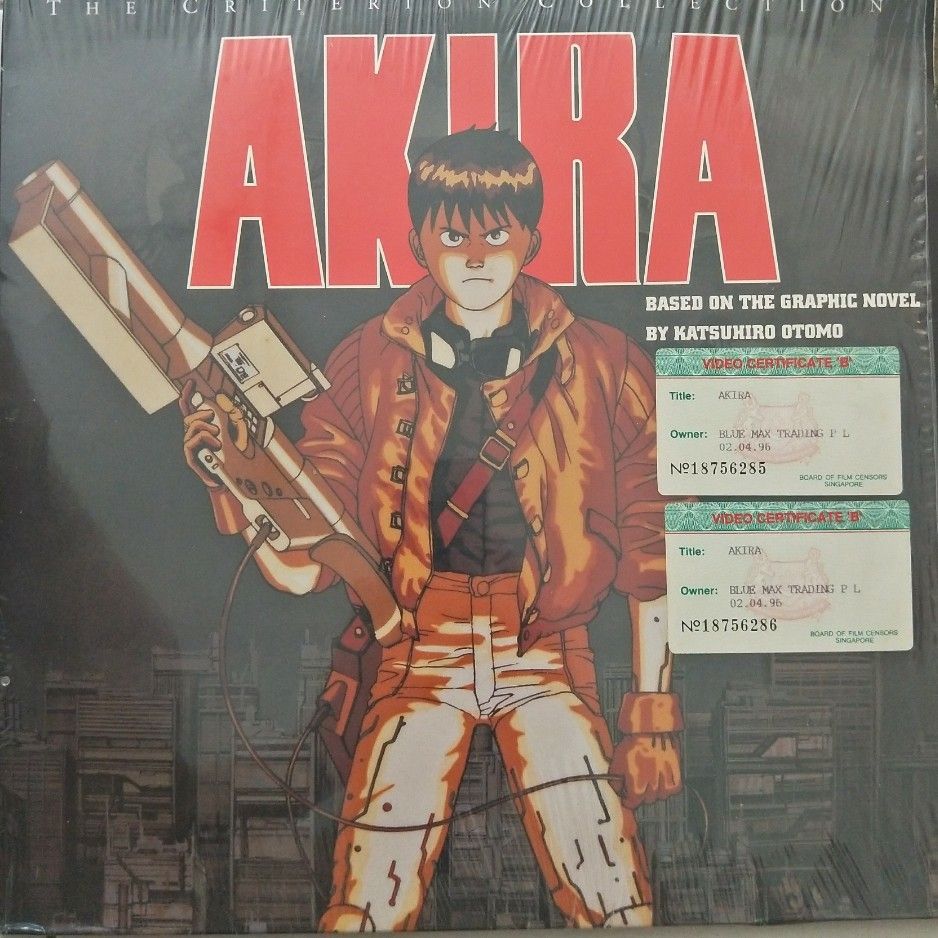 THE CRITERION COLLECTION
AKIRA
BASED ON THE GRAPHIC NOVEL
BY KATSUHIRO OTOMO
VIDEO CERTIFICATE 'B'
Title: AKIRA
Owner: BLUE MAX TRADING P L
02.04.96
Nº18756285
BOARD OF FILM CENSORS
SINGAPORE
VIDEO CERTIFICATE 'B'
Title: AKIRA
Owner: BLUE MAX TRADING P L
02.04.96
Nº18756286
BOARD OF FILM CENSORS
SINGAPORE